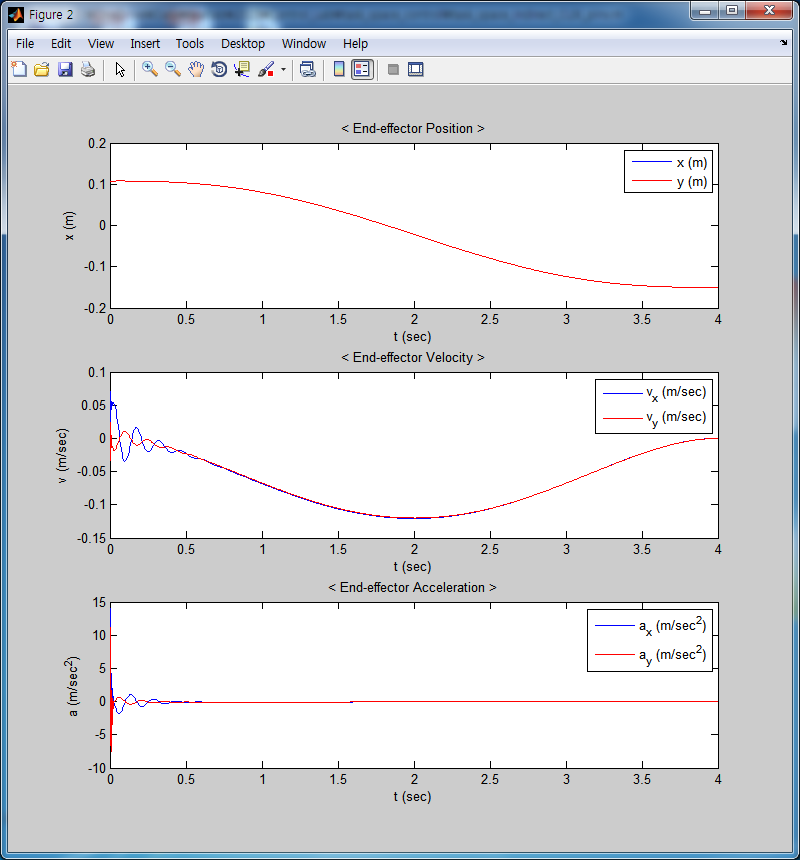 Figure 2
File Edit View Insert Tools Desktop Window Help
< End-effector Position >
x (m)
0.2
0.1
0
-0.1
-0.2
x (m)
y (m)
0 0.5 1 1.5 2 2.5 3 3.5 4
t (sec)
< End-effector Velocity >
v (m/sec)
0.1
0.05
0
-0.05
-0.1
-0.15
vx (m/sec)
vy (m/sec)
0 0.5 1 1.5 2 2.5 3 3.5 4
t (sec)
< End-effector Acceleration >
a (m/sec²)
15
10
5
0
-5
-10
ax (m/sec²)
ay (m/sec²)
0 0.5 1 1.5 2 2.5 3 3.5 4
t (sec)